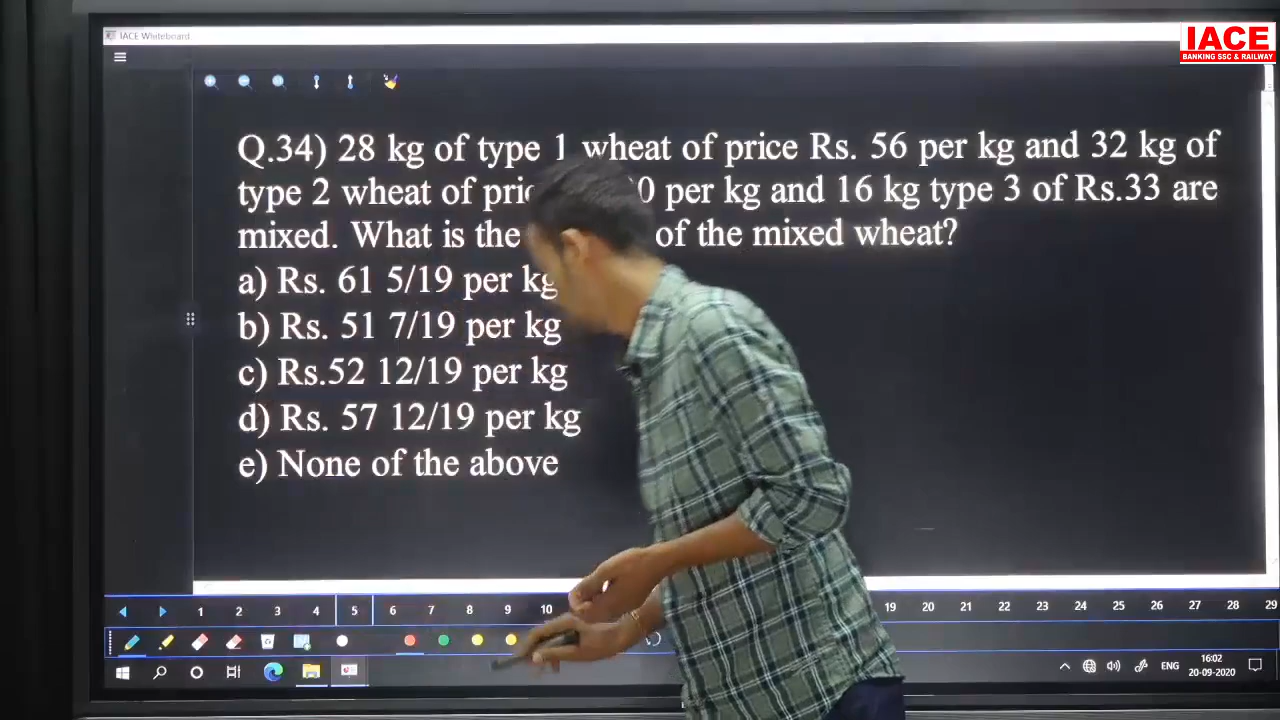 IACE Whiteboard
IACE
BANKING SSC & RAILWAY
Q.34) 28 kg of type 1 wheat of price Rs. 56 per kg and 32 kg of
type 2 wheat of 0 per kg and 16 kg type 3 of Rs.33 are
mixed. What is the of the mixed wheat?
a) Rs. 61 5/19 per kg
b) Rs. 51 7/19 per kg
c) Rs.52 12/19 per kg
d) Rs. 57 12/19 per kg
e) None of the above
1 2 3 4 5 6 7 8 9 10 19 20 21 22 23 24 25 26 27 28 29
ENG 16:02
20-09-2020